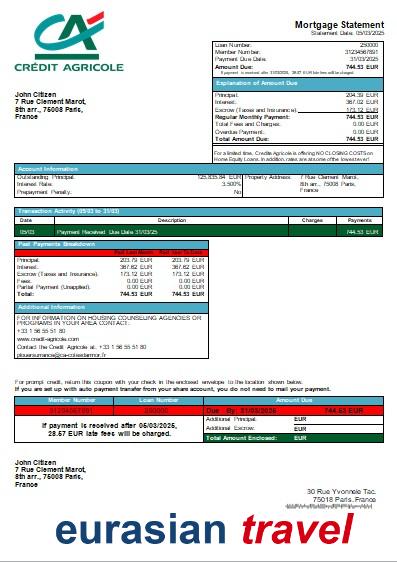 CRÉDIT AGRICOLE
Mortgage Statement
Statement Date: 05/03/2025
Loan Number: 250000
Member Number: 31234567891
Payment Due Date: 31/03/2025
Amount Due: 744.53 EUR
If payment is received after 31/03/2025, 28.57 EUR late fee will be charged.
John Citizen
7 Rue Clement Marot,
8th arr., 75008 Paris,
France
Explanation of Amount Due
Principal: 204.39 EUR
Interest: 367.02 EUR
Escrow (Taxes and Insurance): 173.12 EUR
Regular Monthly Payment: 744.53 EUR
Total Fees and Charges: 0.00 EUR
Overdue Payment: 0.00 EUR
Total Amount Due: 744.53 EUR
For a limited time, Credite Agricole is offering NO CLOSING COSTS on
Home Equity Loans. In addition, rates are at some of the lowest ever!
Account Information
Outstanding Principal: 125,835.84 EUR
Interest Rate: 3.500%
Prepayment Penalty: No
Property Address: 7 Rue Clement Marot,
8th arr., 75008 Paris,
France
Transaction Activity (05/03 to 31/03)
Date Description Charges Payments
05/03 Payment Received Due Date 31/03/25 744.53 EUR
Past Payments Breakdown
Paid Last Month Paid Year To Date
Principal: 203.79 EUR 203.79 EUR
Interest: 367.62 EUR 367.62 EUR
Escrow (Taxes and Insurance): 173.12 EUR 173.12 EUR
Fees: 0.00 EUR 0.00 EUR
Partial Payment (Unapplied): 0.00 EUR 0.00 EUR
Total: 744.53 EUR 744.53 EUR
Additional Information
FOR INFORMATION ON HOUSING COUNSELING AGENCIES OR
PROGRAMS IN YOUR AREA CONTACT:
+33 1 56 55 51 80
www.credit-agricole.com
Contact the Credit Agricole at: +33 1 56 55 51 80
For prompt credit, return this coupon with your check in the enclosed envelope to the location shown below.
If you are set up with auto payment transfer from your share account, you do not need to mail your payment.
Member Number Loan Number Amount Due
31234567891 250000 Due By 31/03/2025 744.53 EUR
If payment is received after 05/03/2025,
28.57 EUR late fees will be charged.
Additional Principal: EUR
Additional Escrow: EUR
Total Amount Enclosed: EUR
John Citizen
7 Rue Clement Marot,
8th arr., 75008 Paris,
France
30 Rue Yvonnele Tac.
75018 Paris. France
eurasian travel